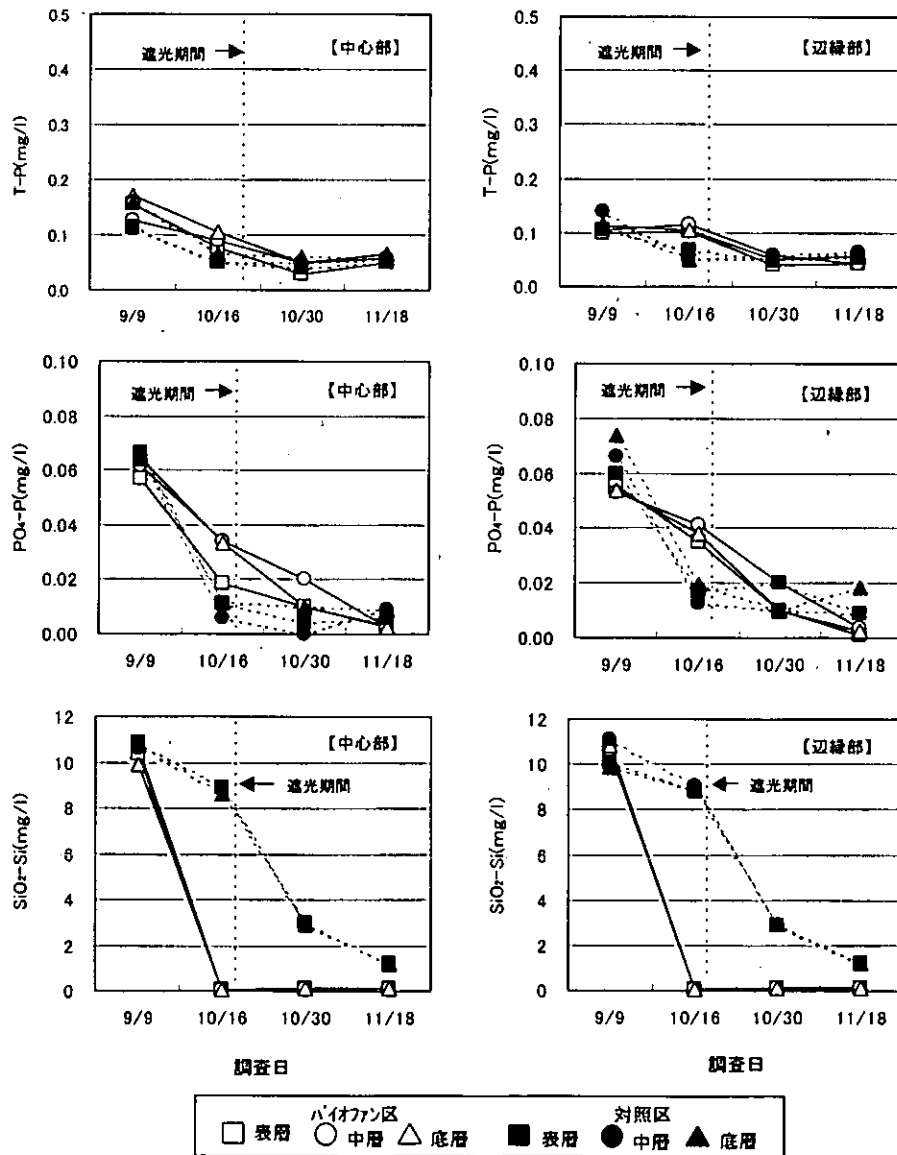 0.5
0.4
0.3
0.2
0.1
0.0
T-P(mg/l)
遮光期間
【中心部】
9/9 10/16 10/30 11/18
0.5
0.4
0.3
0.2
0.1
0.0
T-P(mg/l)
遮光期間
【辺縁部】
9/9 10/16 10/30 11/18
0.10
0.08
0.06
0.04
0.02
0.00
PO₄-P(mg/l)
遮光期間
【中心部】
9/9 10/16 10/30 11/18
0.10
0.08
0.06
0.04
0.02
0.00
PO₄-P(mg/l)
遮光期間
【辺縁部】
9/9 10/16 10/30 11/18
12
10
8
6
4
2
0
SiO₂-Si(mg/l)
【中心部】
遮光期間
9/9 10/16 10/30 11/18
調査日
12
10
8
6
4
2
0
SiO₂-Si(mg/l)
【辺縁部】
遮光期間
9/9 10/16 10/30 11/18
調査日
バイオファン区 対照区
表層 中層 底層 表層 中層 底層